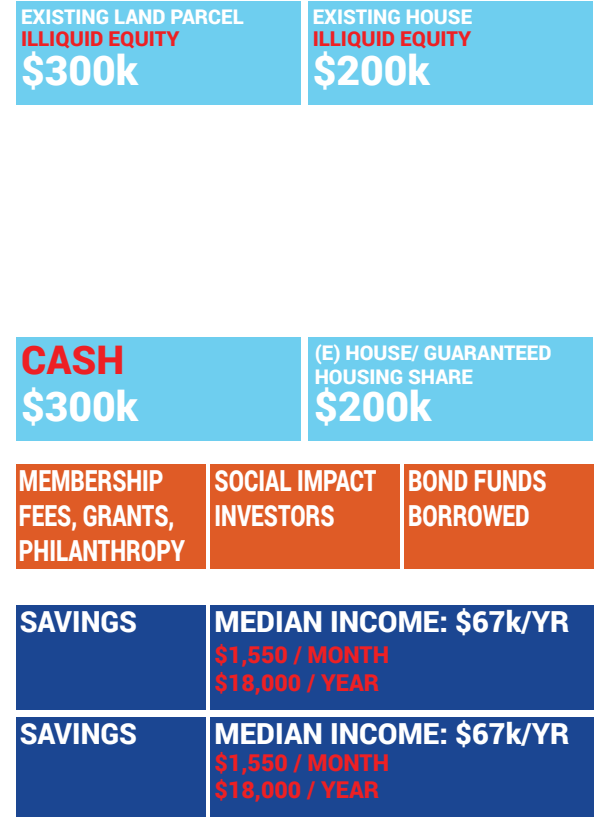 EXISTING LAND PARCEL
ILLIQUID EQUITY
$300k
EXISTING HOUSE
ILLIQUID EQUITY
$200k
CASH
$300k
(E) HOUSE/ GUARANTEED
HOUSING SHARE
$200k
MEMBERSHIP
FEES, GRANTS,
PHILANTHROPY
SOCIAL IMPACT
INVESTORS
BOND FUNDS
BORROWED
SAVINGS
MEDIAN INCOME: $67k/YR
$1,550 / MONTH
$18,000 / YEAR
SAVINGS
MEDIAN INCOME: $67k/YR
$1,550 / MONTH
$18,000 / YEAR